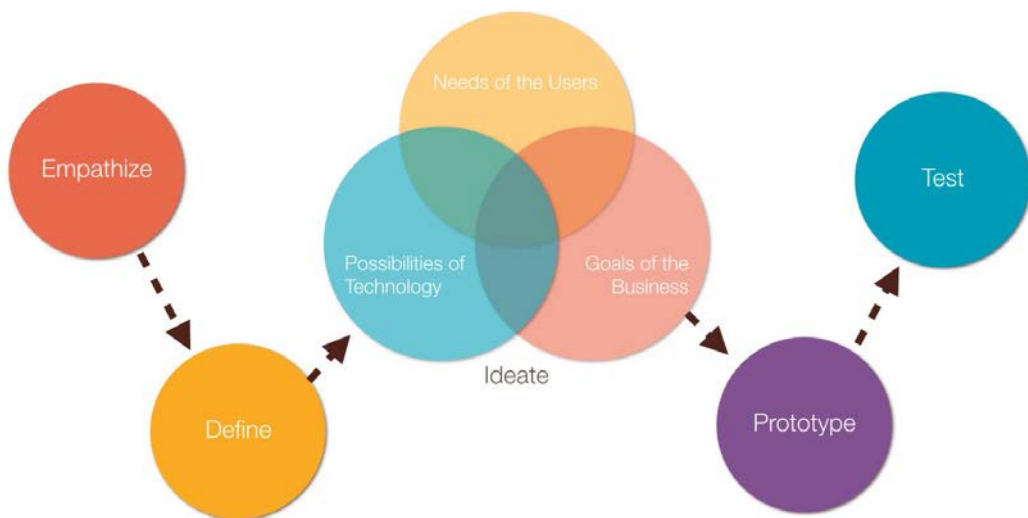 Empathize
Define
Needs of the Users
Possibilities of
Technology
Goals of the
Business
Ideate
Prototype
Test